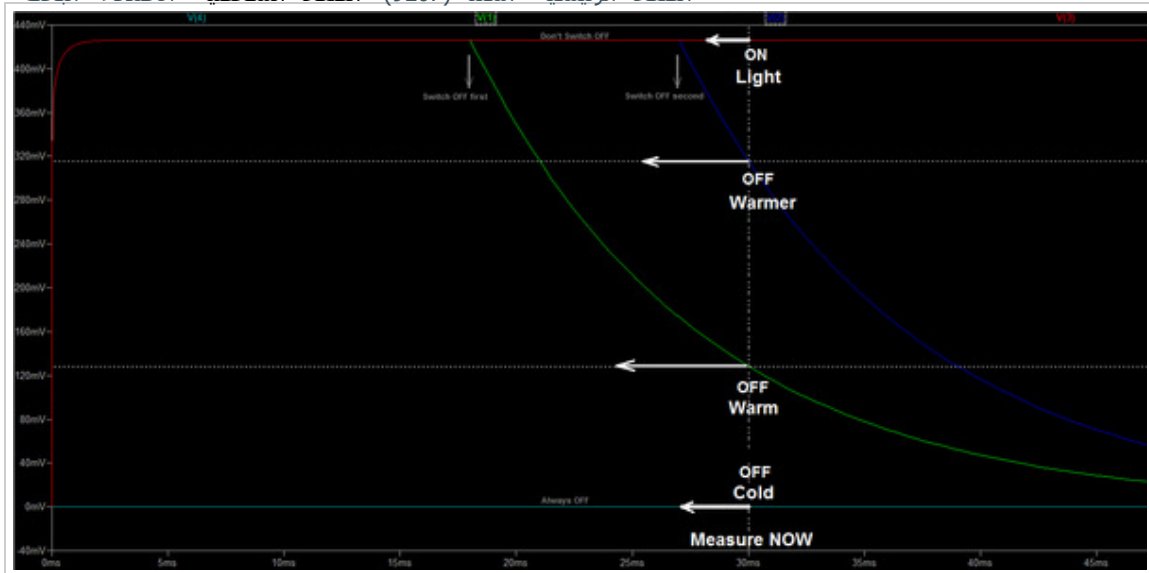 V(4) V(1) V(3)
440mV
Don't Switch OFF
ON
Light
400mV
Switch OFF first Switch OFF second
360mV
320mV
OFF
Warmer
280mV
240mV
200mV
160mV
120mV
OFF
Warm
80mV
40mV
OFF
Cold
Always OFF
0mV
Measure NOW
-40mV
0ms 5ms 10ms 15ms 20ms 25ms 30ms 35ms 40ms 45ms